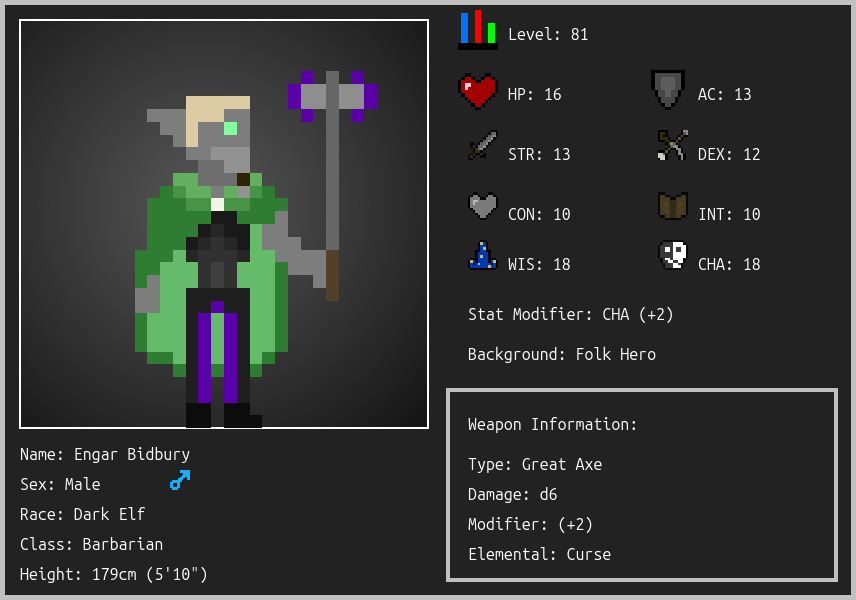 Level: 81
HP: 16
AC: 13
STR: 13
DEX: 12
CON: 10
INT: 10
WIS: 18
CHA: 18
Stat Modifier: CHA (+2)
Background: Folk Hero
Weapon Information:
Type: Great Axe
Damage: d6
Modifier: (+2)
Elemental: Curse
Name: Engar Bidbury
Sex: Male
Race: Dark Elf
Class: Barbarian
Height: 179cm (5'10")